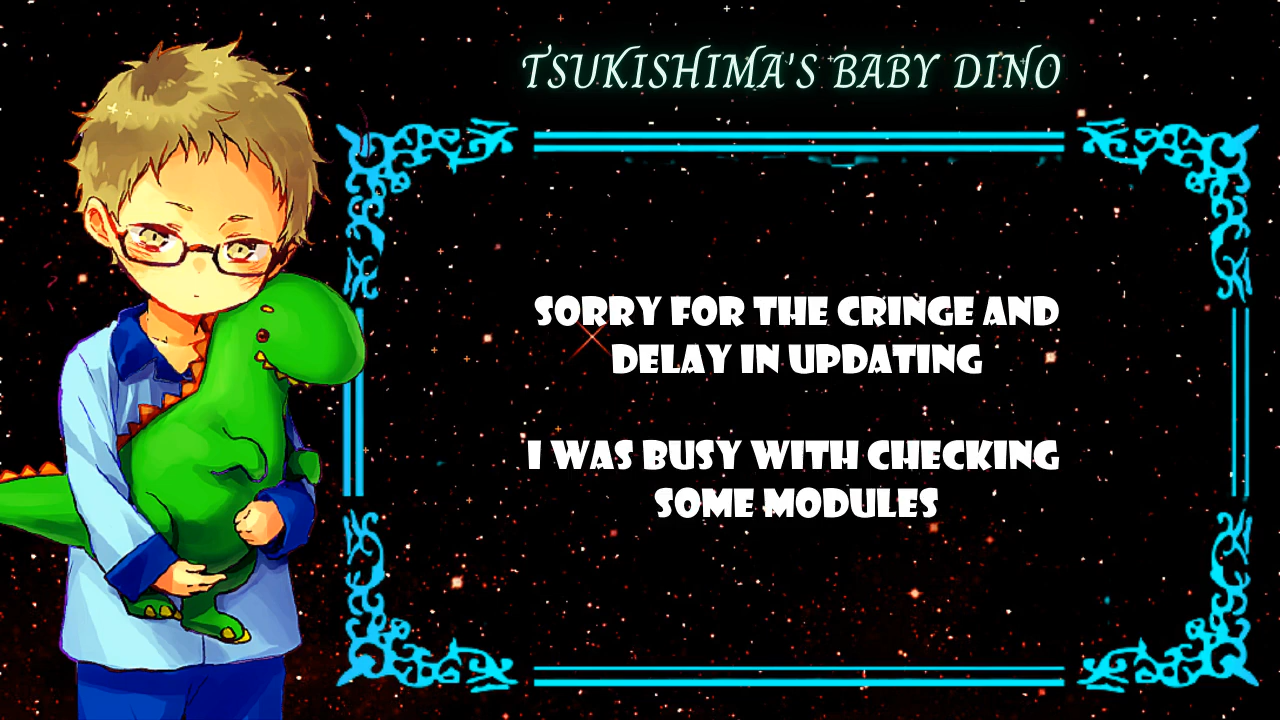 TSUKISHIMA'S BABY DINO
SORRY FOR THE CRINGE AND
DELAY IN UPDATING
I WAS BUSY WITH CHECKING
SOME MODULES